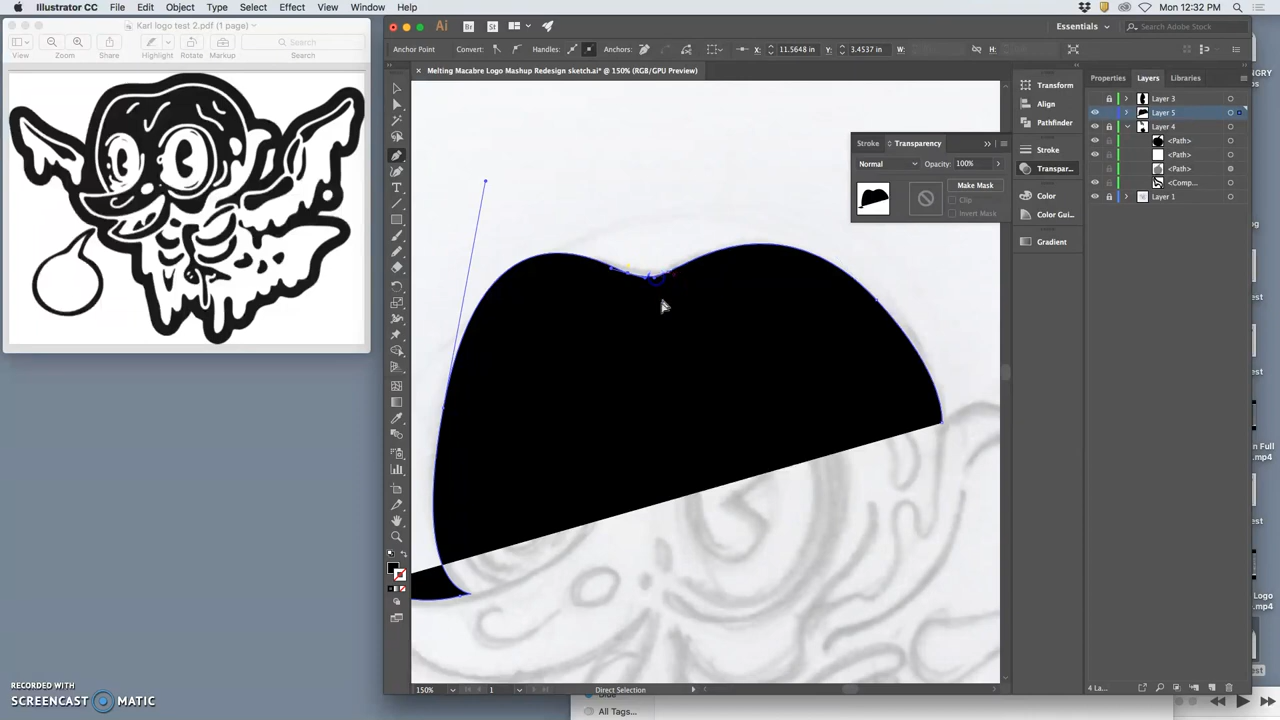 Illustrator CC File Edit Object Type Select Effect View Window Help
Mon 12:32 PM
Karl logo test 2.pdf (1 page)
View Zoom Share Highlight Rotate Markup Search
Ai Br St Essentials Search Adobe Stock
Anchor Point Convert: Handles: Anchors: X: 11.5648 in Y: 3.4537 in W: H:
Melting Macabre Logo Mashup Redesign sketch.ai* @ 150% (RGB/GPU Preview)
Stroke Transparency
Normal Opacity: 100%
Make Mask
Clip
Invert Mask
Transform
Align
Pathfinder
Stroke
Transpar...
Color
Color Gui...
Gradient
Properties Layers Libraries
Layer 3
Layer 5
Layer 4
<Path>
<Path>
<Path>
<Comp...
Layer 1
4 La...
150% 1 Direct Selection
All Tags...
RECORDED WITH
SCREENCAST MATIC